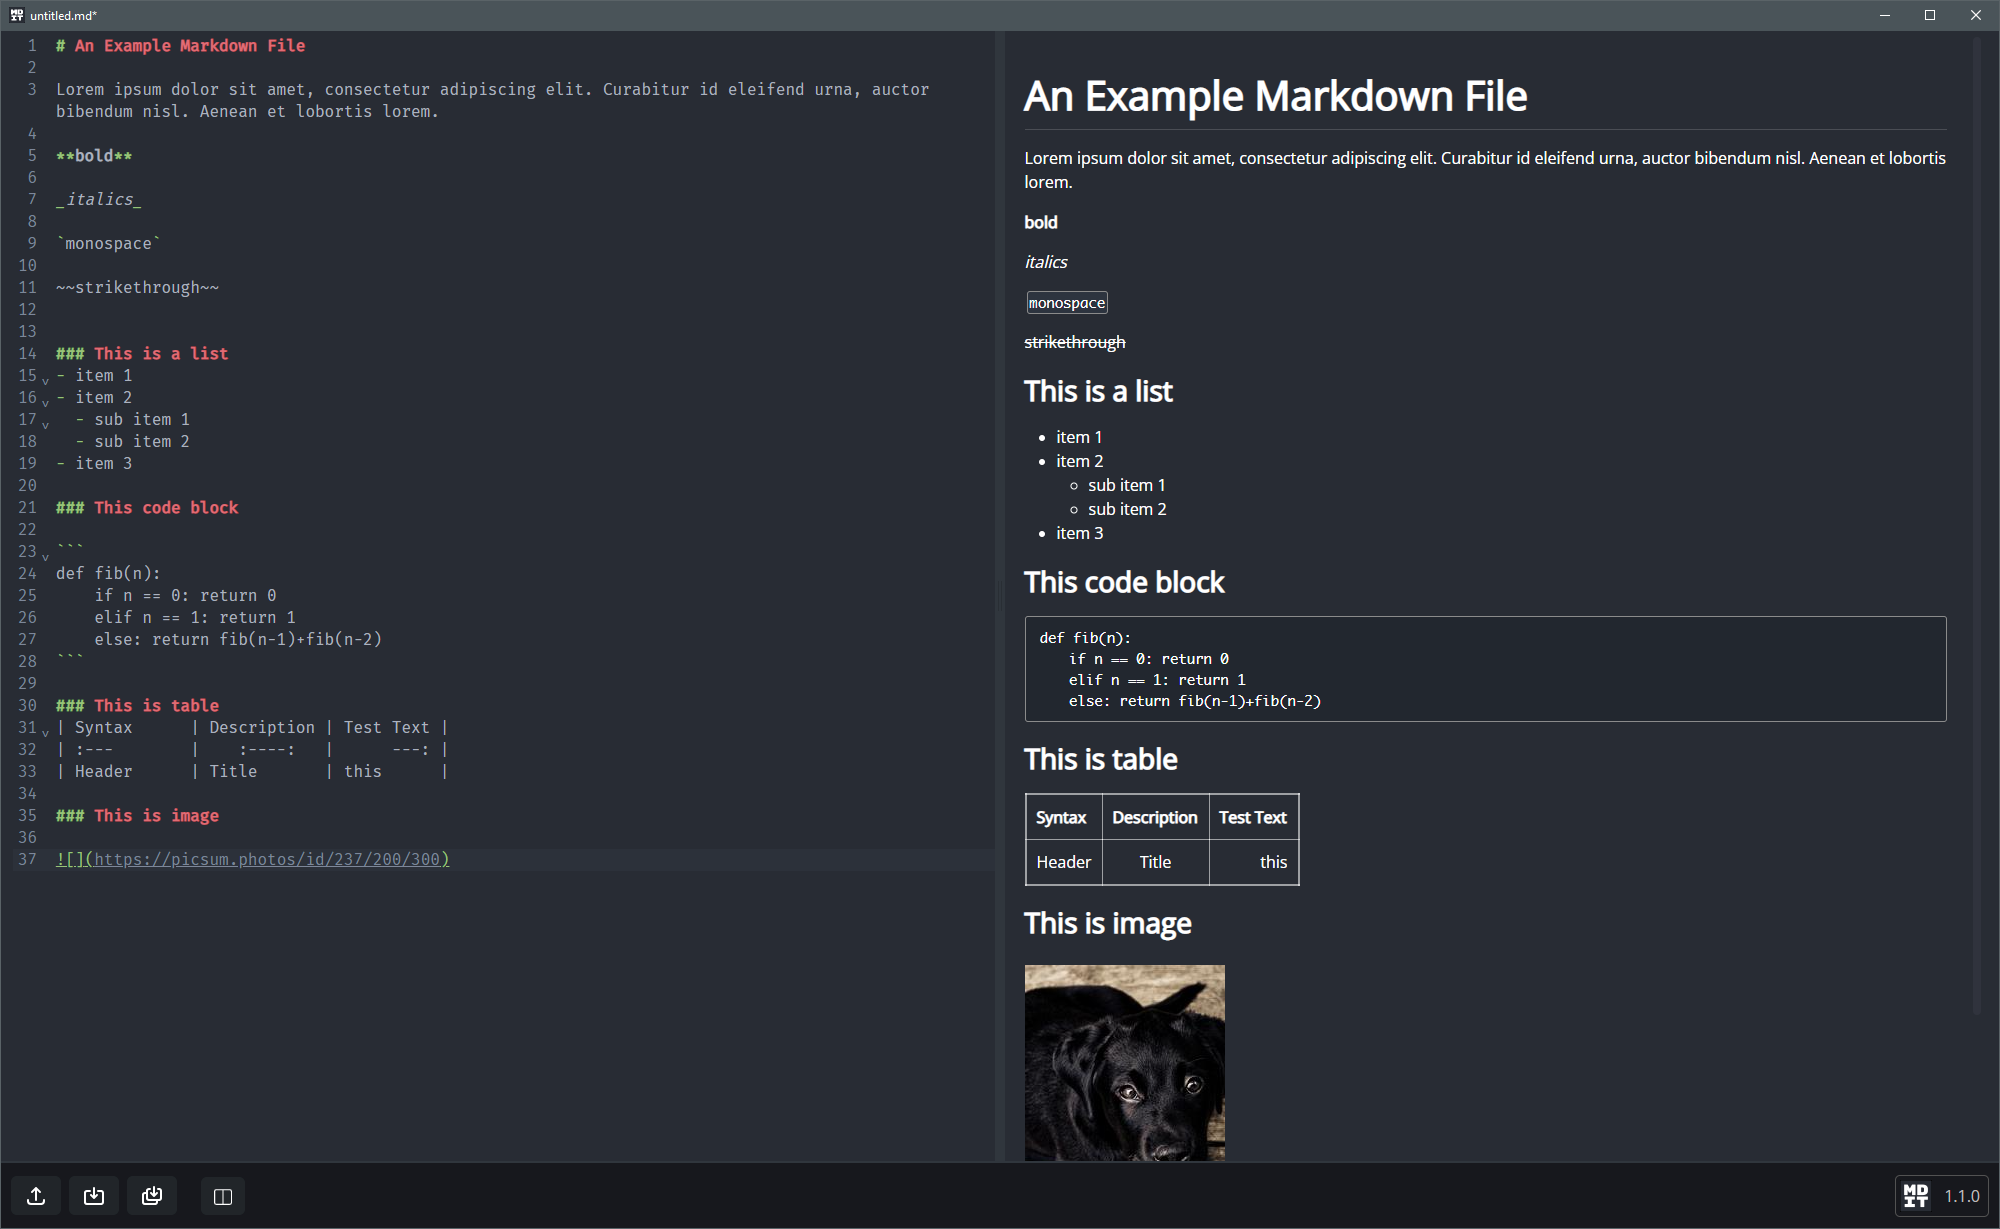 untitled.md*
1 # An Example Markdown File
2
3 Lorem ipsum dolor sit amet, consectetur adipiscing elit. Curabitur id eleifend urna, auctor
bibendum nisl. Aenean et lobortis lorem.
4
5 **bold**
6
7 _italics_
8
9 `monospace`
10
11 ~~strikethrough~~
12
13
14 ### This is a list
15 - item 1
16 - item 2
17   - sub item 1
18   - sub item 2
19 - item 3
20
21 ### This code block
22
23 ```
24 def fib(n):
25     if n == 0: return 0
26     elif n == 1: return 1
27     else: return fib(n-1)+fib(n-2)
28 ```
29
30 ### This is table
31 | Syntax      | Description | Test Text |
32 | :---        |    :----:   |      ---: |
33 | Header      | Title       | this      |
34
35 ### This is image
36
37 ![](https://picsum.photos/id/237/200/300)
An Example Markdown File
Lorem ipsum dolor sit amet, consectetur adipiscing elit. Curabitur id eleifend urna, auctor bibendum nisl. Aenean et lobortis
lorem.
bold
italics
monospace
strikethrough
This is a list
• item 1
• item 2
◦ sub item 1
◦ sub item 2
• item 3
This code block
def fib(n):
    if n == 0: return 0
    elif n == 1: return 1
    else: return fib(n-1)+fib(n-2)
This is table
Syntax Description Test Text
Header Title this
This is image
MD
IT
1.1.0